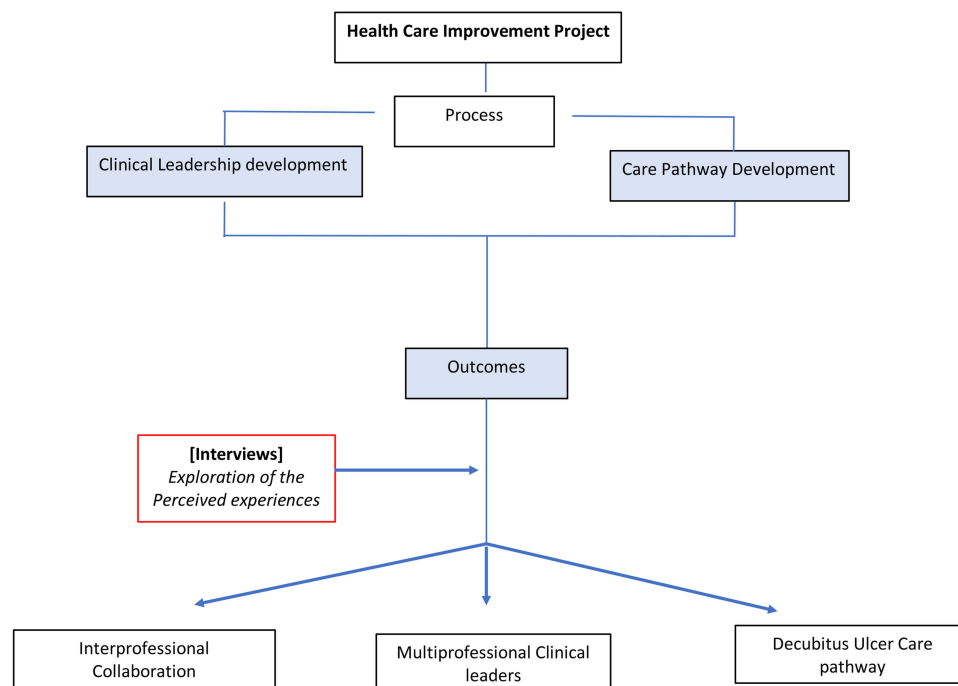 Health Care Improvement Project
Process
Clinical Leadership development
Care Pathway Development
Outcomes
[Interviews]
Exploration of the
Perceived experiences
Interprofessional
Collaboration
Multiprofessional Clinical
leaders
Decubitus Ulcer Care
pathway